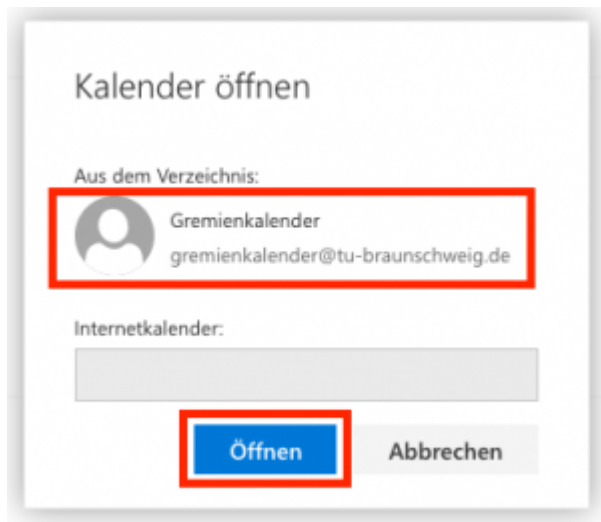 Kalender öffnen
Aus dem Verzeichnis:
Gremienkalender
gremienkalender@tu-braunschweig.de
Internetkalender:
Öffnen
Abbrechen